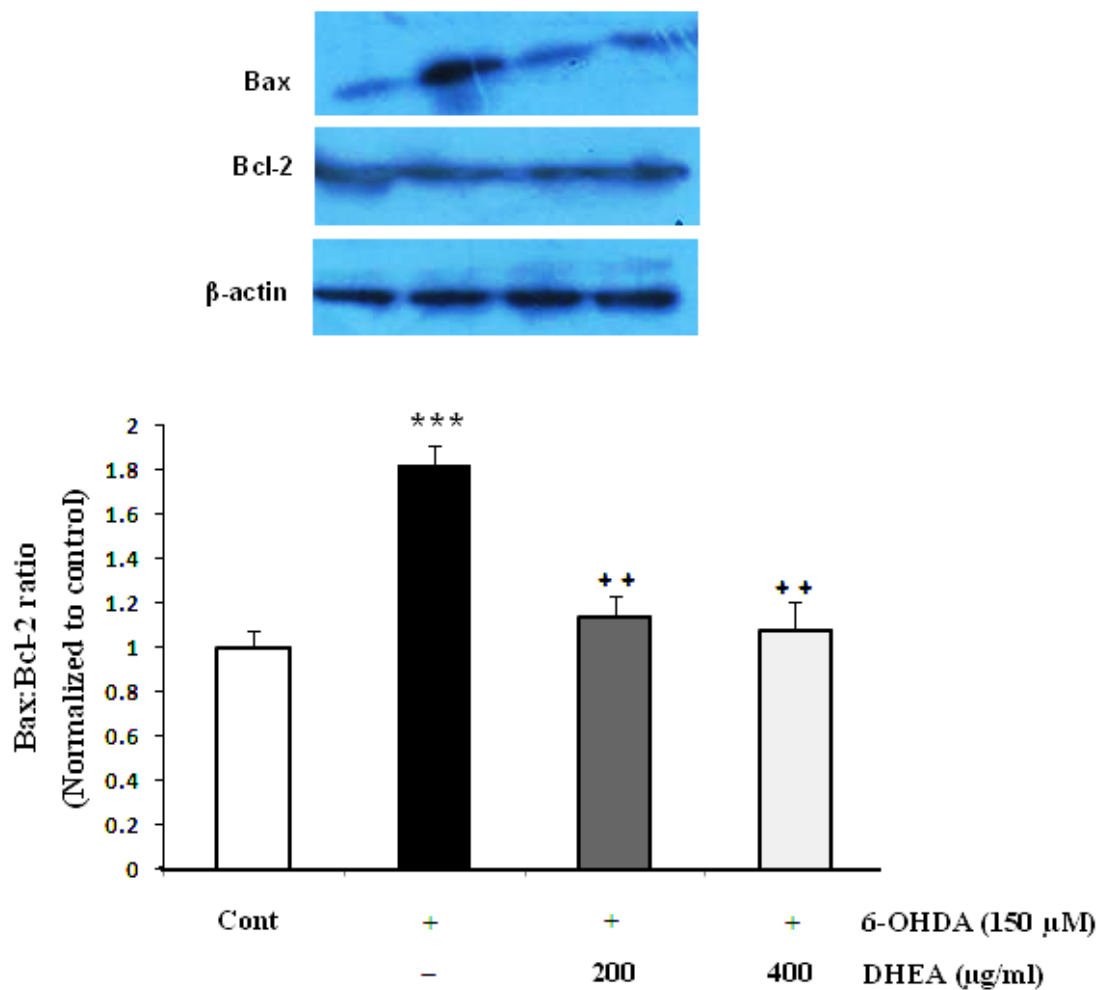 Bax
Bcl-2
β-actin
Bax:Bcl-2 ratio
(Normalized to control)
2
1.8
1.6
1.4
1.2
1
0.8
0.6
0.4
0.2
0
***
++
++
Cont + + + 6-OHDA (150 µM)
– 200 400 DHEA (µg/ml)